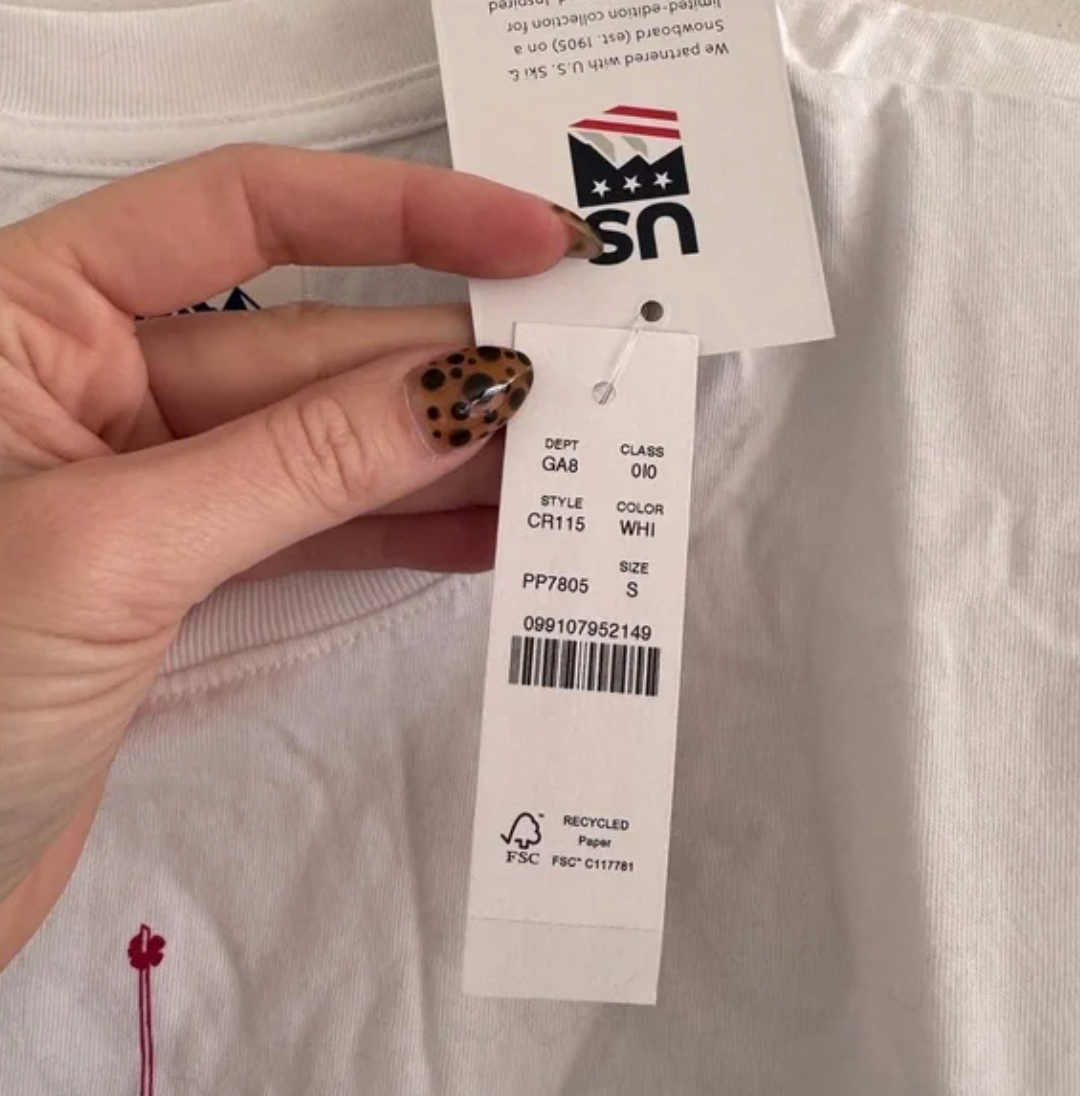 We partnered with U.S. Ski &
Snowboard (est. 1905) on a
limited-edition collection for
US
DEPT CLASS
GA8 010
STYLE COLOR
CR115 WHI
SIZE
PP7805 S
099107952149
RECYCLED
Paper
FSC™ C117781
FSC